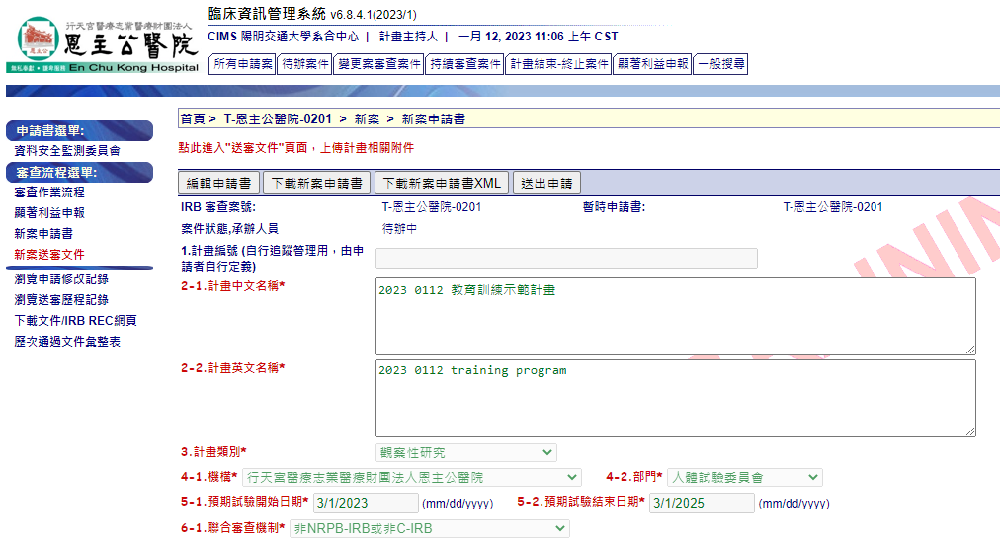 臨床資訊管理系統 v6.8.4.1(2023/1)
行天宮醫療志業醫療財團法人
恩主公醫院
恩主公
En Chu Kong Hospital
CIMS 陽明交通大學系合中心 | 計畫主持人 | 一月 12, 2023 11:06 上午 CST
所有申請案 待辦案件 變更案審查案件 持續審查案件 計畫結束-終止案件 顯著利益申報 一般搜尋
首頁 > T-恩主公醫院-0201 > 新案 > 新案申請書
申請書選單:
資料安全監測委員會
審查流程選單:
審查作業流程
顯著利益申報
新案申請書
新案送審文件
瀏覽申請修改記錄
瀏覽送審歷程記錄
下載文件/IRB REC網頁
歷次通過文件彙整表
點此進入"送審文件"頁面，上傳計畫相關附件
編輯申請書 下載新案申請書 下載新案申請書XML 送出申請
IRB 審查案號: T-恩主公醫院-0201 暫時申請書: T-恩主公醫院-0201
案件狀態,承辦人員 待辦中
1.計畫編號 (自行追蹤管理用，由申
請者自行定義)
2-1.計畫中文名稱* 2023 0112 教育訓練示範計畫
2-2.計畫英文名稱* 2023 0112 training program
3.計畫類別* 觀察性研究
4-1.機構* 行天宮醫療志業醫療財團法人恩主公醫院 4-2.部門* 人體試驗委員會
5-1.預期試驗開始日期* 3/1/2023 (mm/dd/yyyy) 5-2.預期試驗結束日期* 3/1/2025 (mm/dd/yyyy)
6-1.聯合審查機制* 非NRPB-IRB或非C-IRB